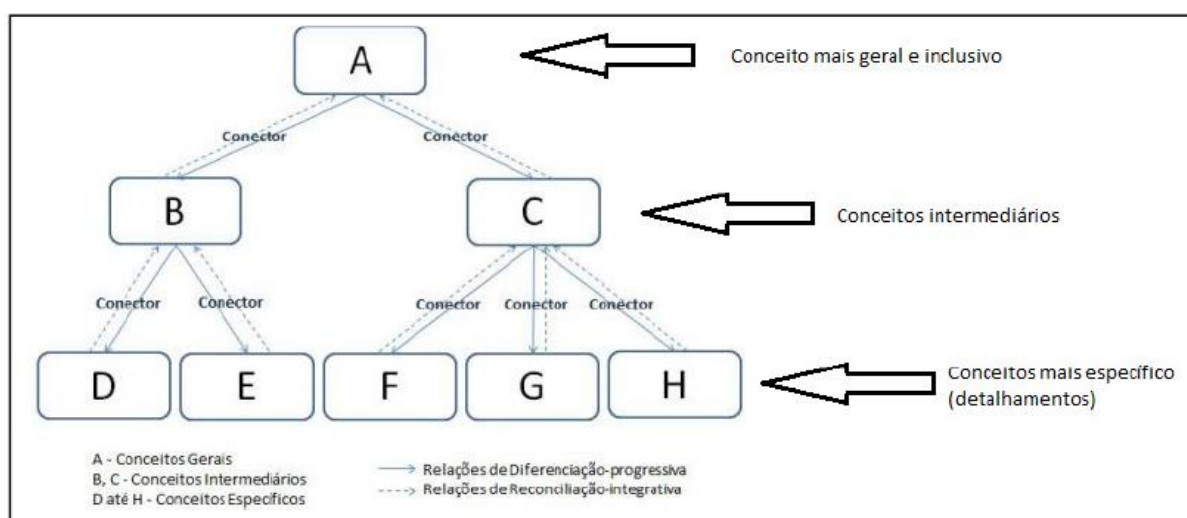 A
Conceito mais geral e inclusivo
Conector
Conector
B
C
Conceitos intermediários
Conector
Conector
Conector
Conector
Conector
D
E
F
G
H
Conceitos mais específico
(detalhamentos)
A - Conceitos Gerais
B, C - Conceitos Intermediários
D até H - Conceitos Específicos
Relações de Diferenciação-progressiva
Relações de Reconciliação-integrativa